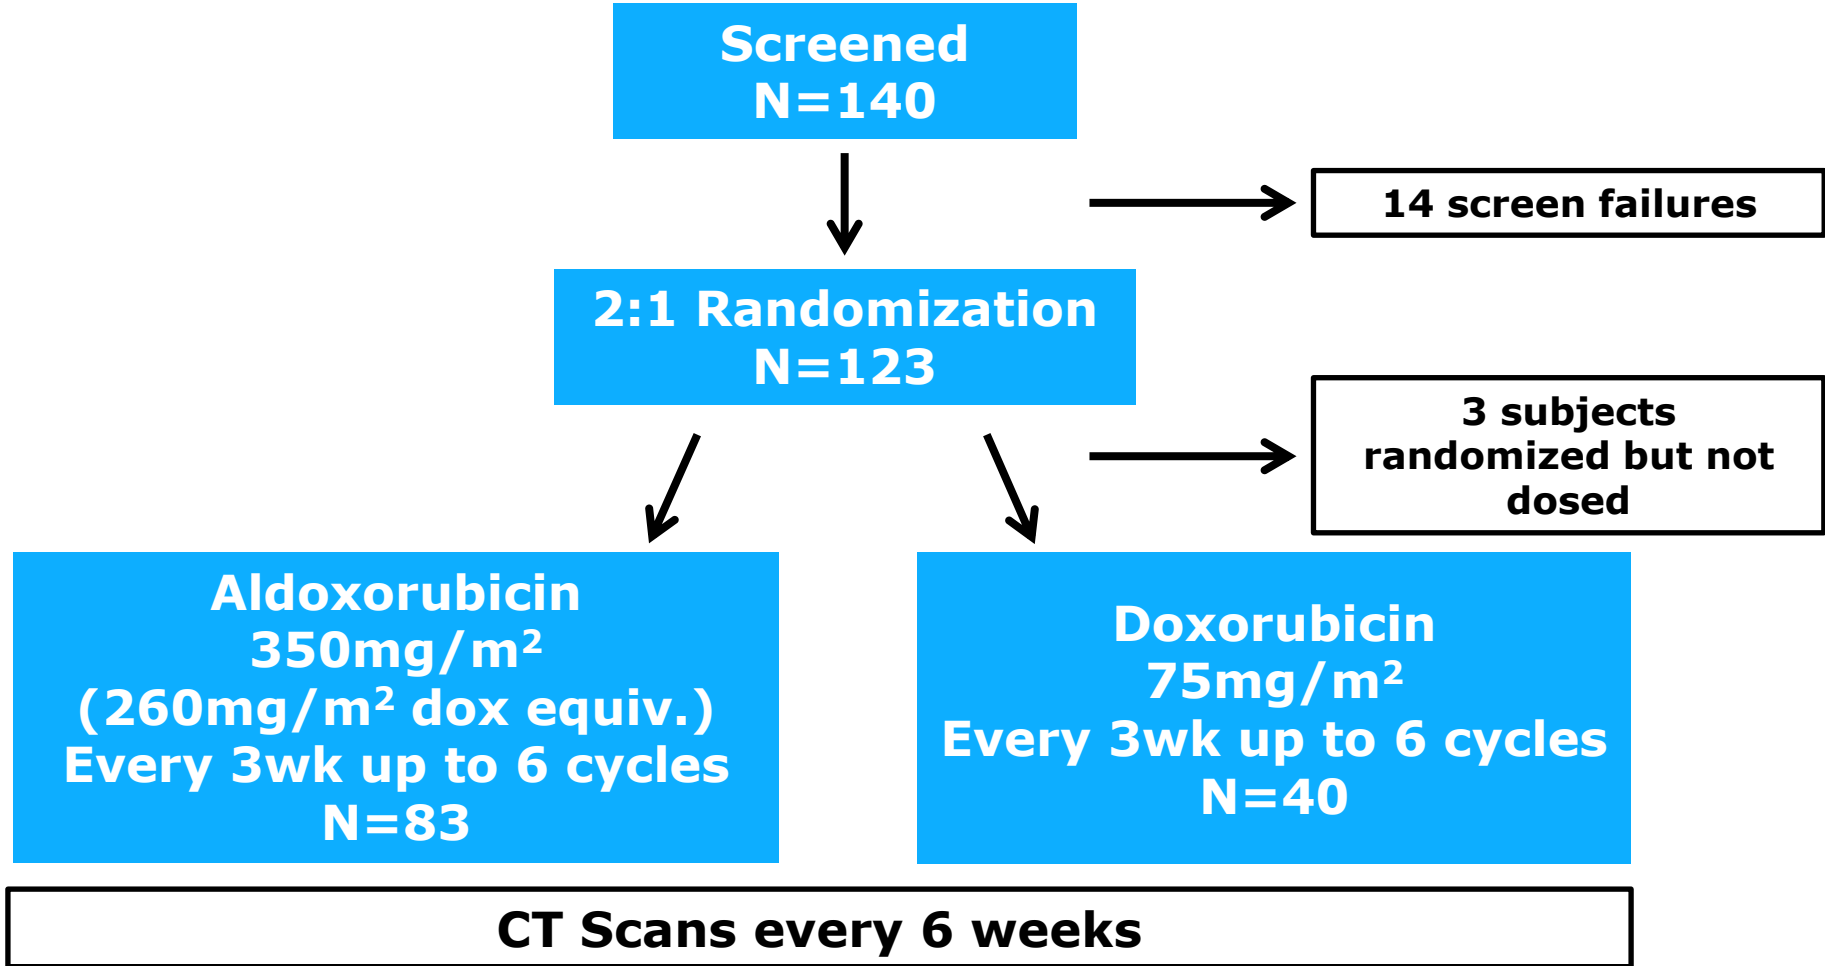 Screened
N=140
14 screen failures
2:1 Randomization
N=123
3 subjects
randomized but not
dosed
Aldoxorubicin
350mg/m²
(260mg/m² dox equiv.)
Every 3wk up to 6 cycles
N=83
Doxorubicin
75mg/m²
Every 3wk up to 6 cycles
N=40
CT Scans every 6 weeks